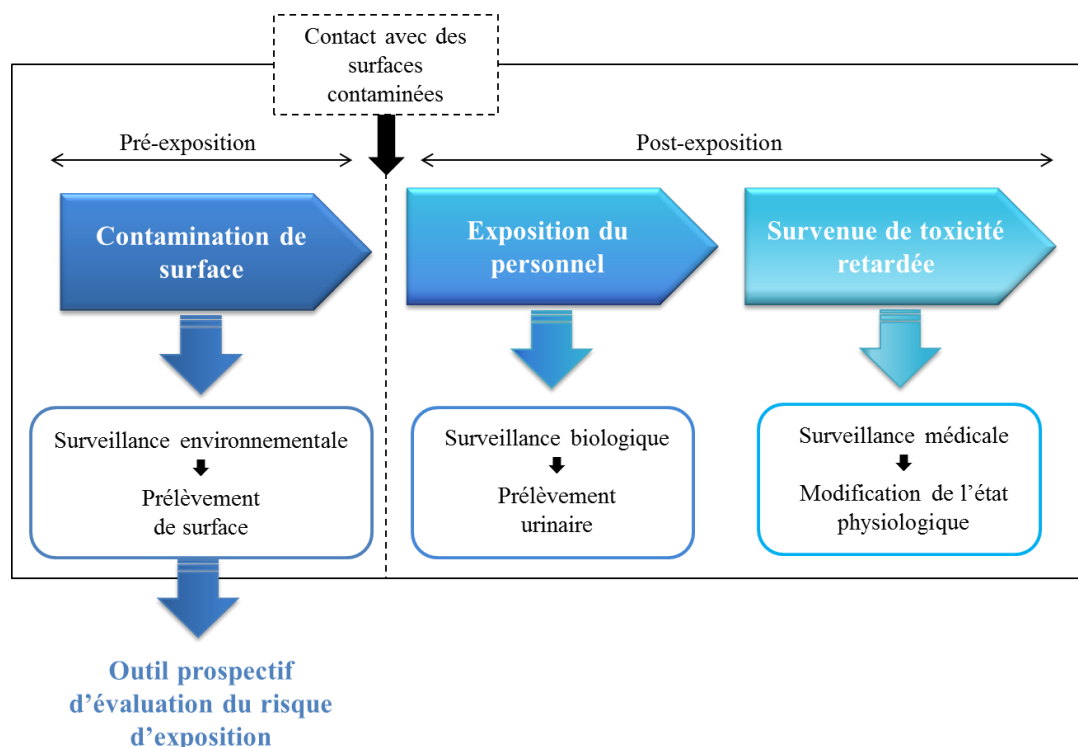 Contact avec des
surfaces
contaminées
Pré-exposition
Post-exposition
Contamination de
surface
Exposition du
personnel
Survenue de toxicité
retardée
Surveillance environnementale
Prélèvement
de surface
Surveillance biologique
Prélèvement
urinaire
Surveillance médicale
Modification de l’état
physiologique
Outil prospectif
d’évaluation du risque
d’exposition